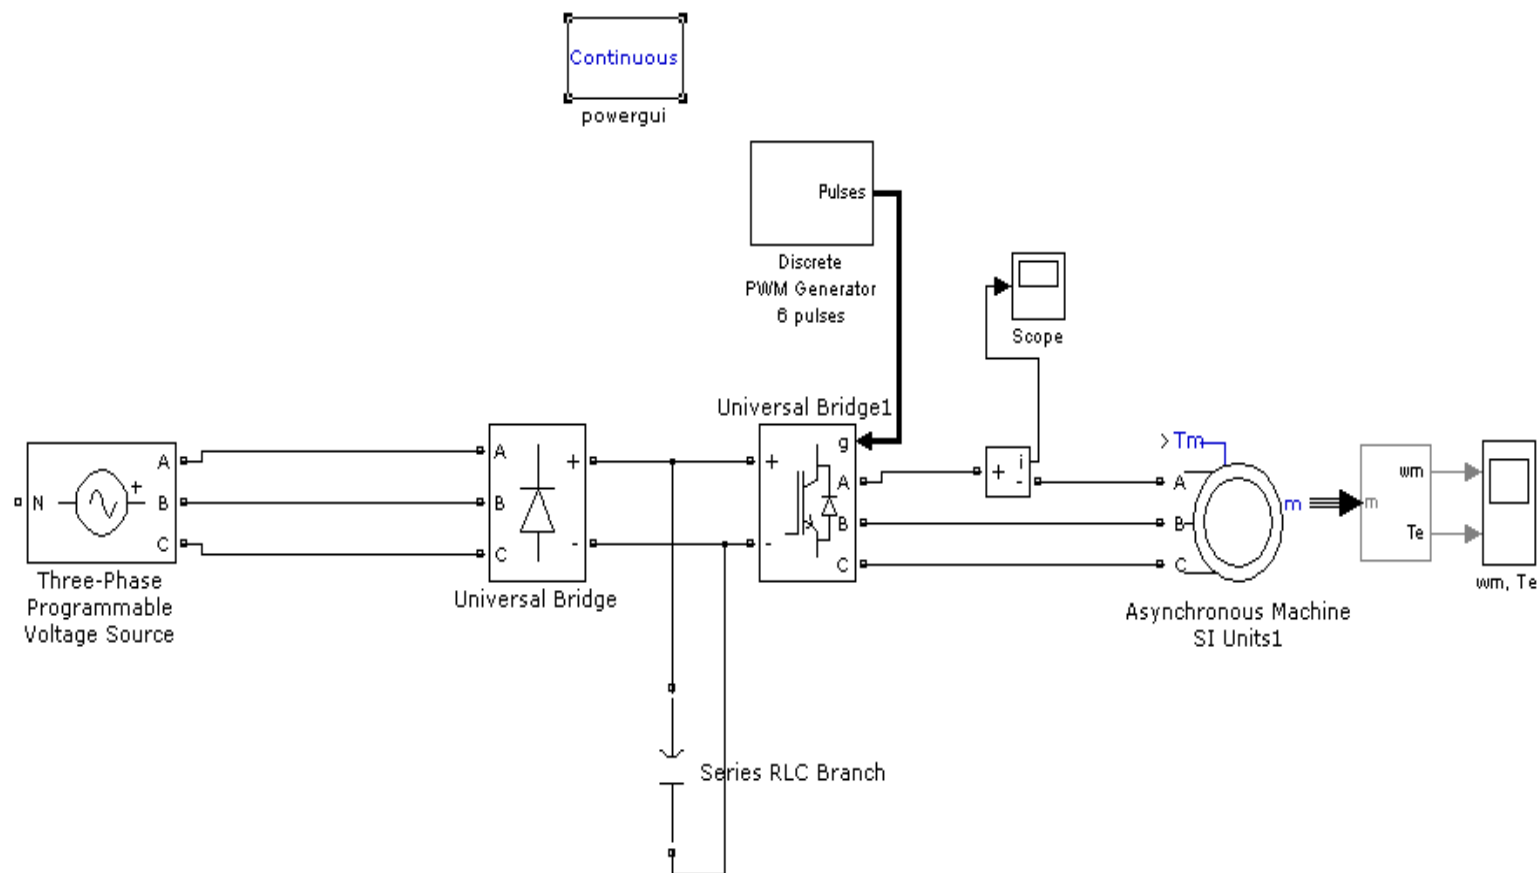 Continuous
powergui
Pulses
Discrete
PWM Generator
6 pulses
Scope
Universal Bridge1
g
A
B
C
+
-
+
i
-
N
+
A
B
C
Three-Phase
Programmable
Voltage Source
A
B
C
+
-
Universal Bridge
Tm
A
B
C
m
Asynchronous Machine
SI Units1
m
wm
Te
wm, Te
Series RLC Branch